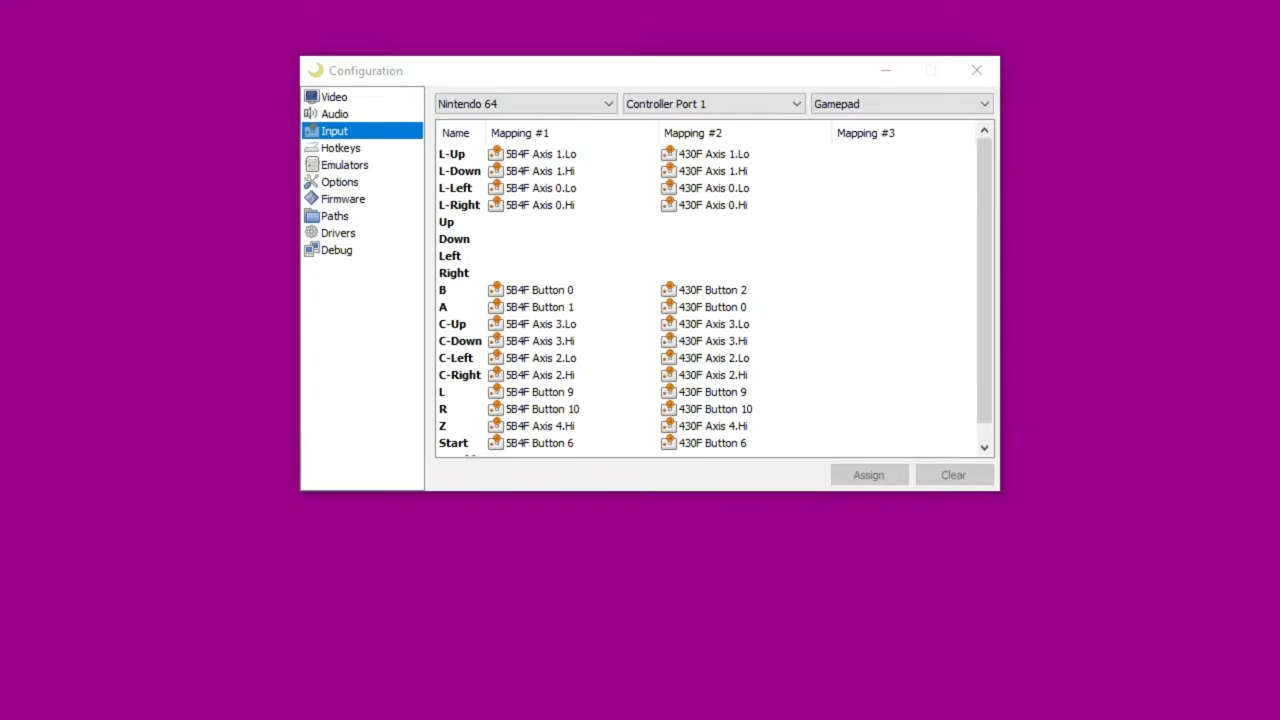 Configuration
Video
Audio
Input
Hotkeys
Emulators
Options
Firmware
Paths
Drivers
Debug
Nintendo 64 Controller Port 1 Gamepad
Name Mapping #1 Mapping #2 Mapping #3
L-Up 5B4F Axis 1.Lo 430F Axis 1.Lo
L-Down 5B4F Axis 1.Hi 430F Axis 1.Hi
L-Left 5B4F Axis 0.Lo 430F Axis 0.Lo
L-Right 5B4F Axis 0.Hi 430F Axis 0.Hi
Up
Down
Left
Right
B 5B4F Button 0 430F Button 2
A 5B4F Button 1 430F Button 0
C-Up 5B4F Axis 3.Lo 430F Axis 3.Lo
C-Down 5B4F Axis 3.Hi 430F Axis 3.Hi
C-Left 5B4F Axis 2.Lo 430F Axis 2.Lo
C-Right 5B4F Axis 2.Hi 430F Axis 2.Hi
L 5B4F Button 9 430F Button 9
R 5B4F Button 10 430F Button 10
Z 5B4F Axis 4.Hi 430F Axis 4.Hi
Start 5B4F Button 6 430F Button 6
Assign Clear